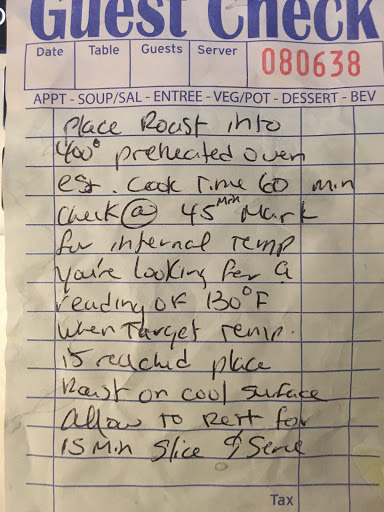 Guest Check
Date Table Guests Server 080638
APPT - SOUP/SAL - ENTREE - VEG/POT - DESSERT - BEV
Place Roast into
400° preheated oven
est. Cook Time 60 min
Check @ 45 Min Mark
for internal temp
you're looking for a
reading of 130°F
When Target temp.
is reached place
Roast on cool surface
Allow to Rest for
15 Min Slice & Serve
Tax